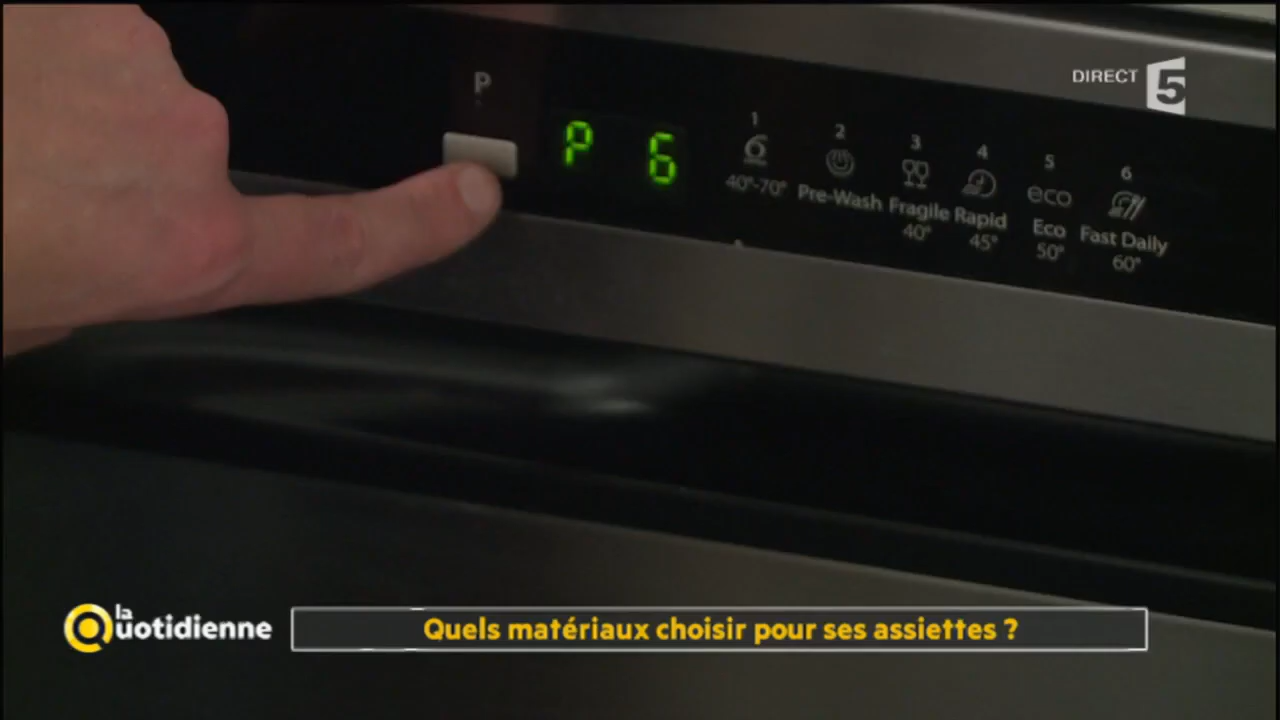 DIRECT 5
P
P 6
1 2 3 4 5 6
eco
40°-70° Pre-Wash Fragile Rapid Eco Fast Daily
40° 45° 50° 60°
la Quotidienne
Quels matériaux choisir pour ses assiettes ?